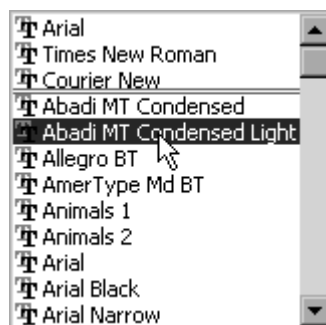 Arial
Times New Roman
Courier New
Abadi MT Condensed
Abadi MT Condensed Light
Allegro BT
AmerType Md BT
Animals 1
Animals 2
Arial
Arial Black
Arial Narrow